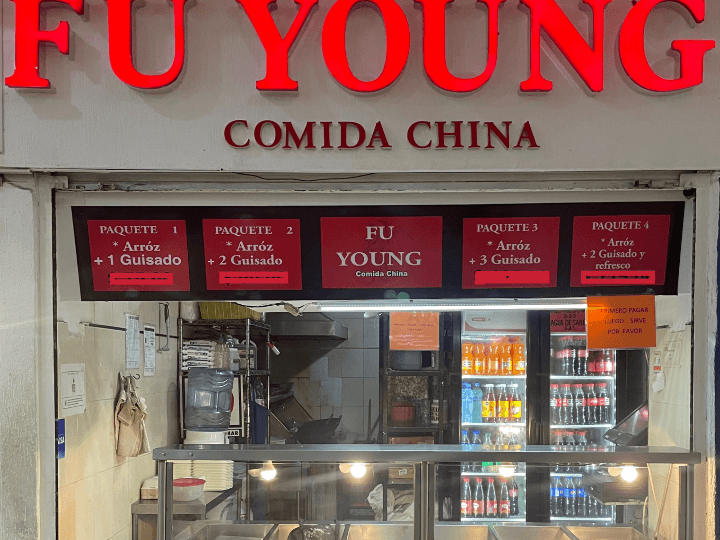 FU YOUNG
COMIDA CHINA
PAQUETE 1
* Arróz
+ 1 Guisado
PAQUETE 2
* Arróz
+ 2 Guisado
FU
YOUNG
Comida China
PAQUETE 3
* Arróz
+ 3 Guisado
PAQUETE 4
* Arróz
+ 2 Guisado y
refresco
PRIMERO PAGAR
LUEGO SIRVE
POR FAVOR